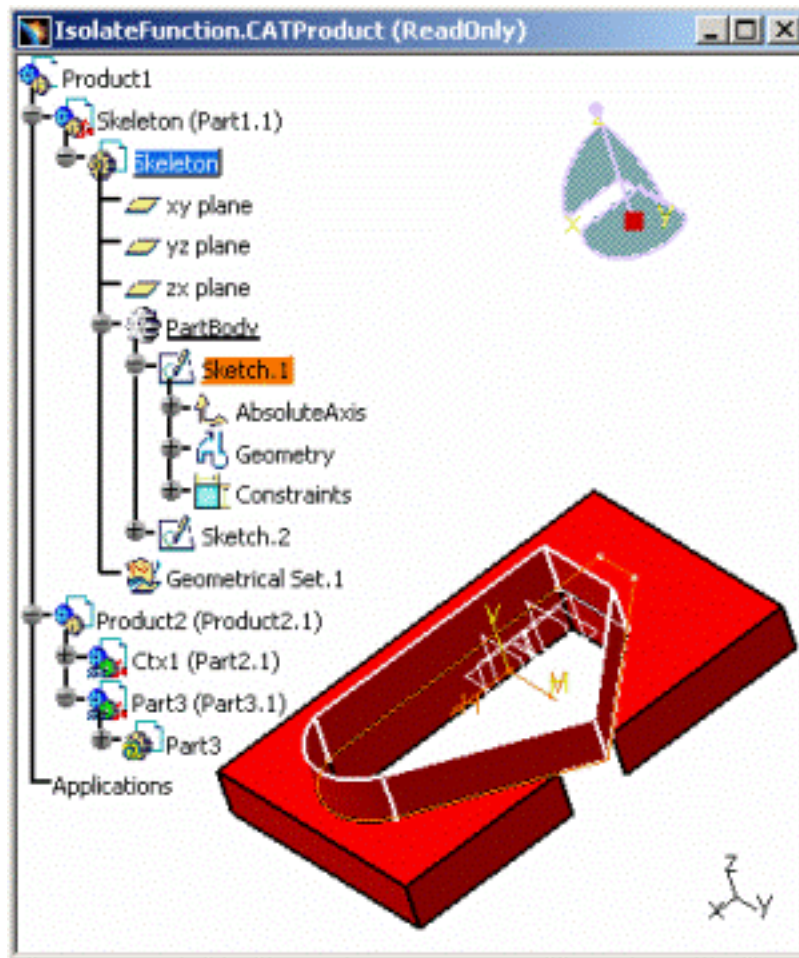 IsolateFunction.CATProduct (ReadOnly)
Product1
Skeleton (Part1.1)
Skeleton
xy plane
yz plane
zx plane
PartBody
Sketch.1
AbsoluteAxis
Geometry
Constraints
Sketch.2
Geometrical Set.1
Product2 (Product2.1)
Ctx1 (Part2.1)
Part3 (Part3.1)
Part3
Applications
X
Y
Z
X
Y